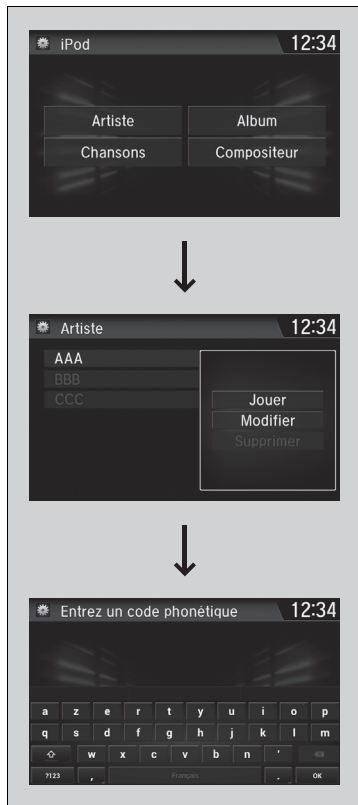 iPod 12:34
Artiste Album
Chansons Compositeur
Artiste 12:34
AAA
BBB
CCC
Jouer
Modifier
Supprimer
Entrez un code phonétique 12:34
a z e r t y u i o p
q s d f g h j k l m
w x c v b n '
?123 , Français . OK